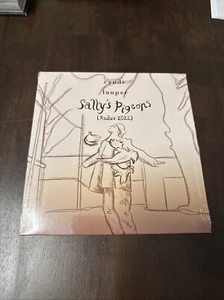 cyndi
lauper
Sally's Pigeons
(Redux 2022)